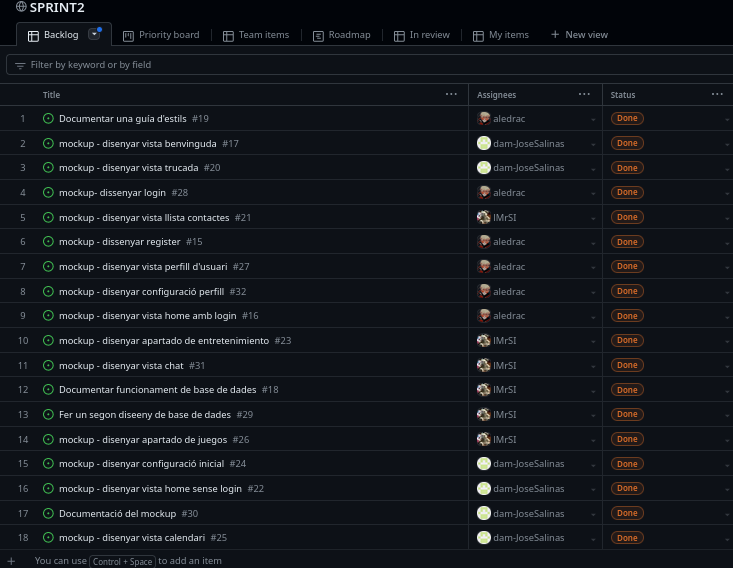 SPRINT2
Backlog Priority board Team items Roadmap In review My items + New view
Filter by keyword or by field
Title Assignees Status
1 Documentar una guía d'estils #19 aledrac Done
2 mockup - disenyar vista benvinguda #17 dam-JoseSalinas Done
3 mockup - disenyar vista trucada #20 dam-JoseSalinas Done
4 mockup- dissenyar login #28 aledrac Done
5 mockup - disenyar vista llista contactes #21 IMrSI Done
6 mockup - dissenyar register #15 aledrac Done
7 mockup - disenyar vista perfill d'usuari #27 aledrac Done
8 mockup - disenyar configuració perfill #32 aledrac Done
9 mockup - disenyar vista home amb login #16 aledrac Done
10 mockup - disenyar apartado de entretenimiento #23 IMrSI Done
11 mockup - disenyar vista chat #31 IMrSI Done
12 Documentar funcionament de base de dades #18 IMrSI Done
13 Fer un segon diseeny de base de dades #29 IMrSI Done
14 mockup - disenyar apartado de juegos #26 IMrSI Done
15 mockup - disenyar configuració inicial #24 dam-JoseSalinas Done
16 mockup - disenyar vista home sense login #22 dam-JoseSalinas Done
17 Documentació del mockup #30 dam-JoseSalinas Done
18 mockup - disenyar vista calendari #25 dam-JoseSalinas Done
+ You can use Control + Space to add an item